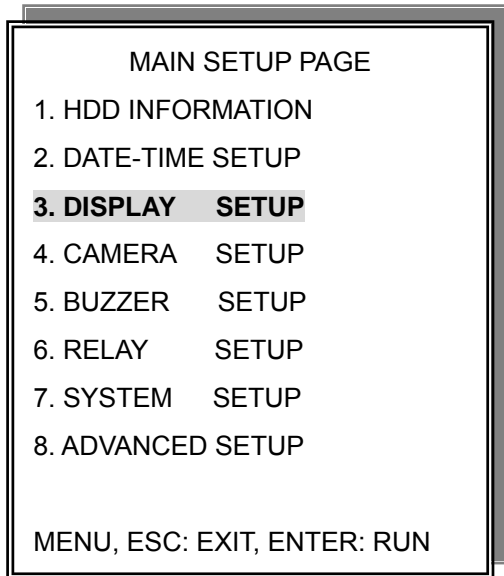 MAIN SETUP PAGE
1. HDD INFORMATION
2. DATE-TIME SETUP
3. DISPLAY SETUP
4. CAMERA SETUP
5. BUZZER SETUP
6. RELAY SETUP
7. SYSTEM SETUP
8. ADVANCED SETUP
MENU, ESC: EXIT, ENTER: RUN